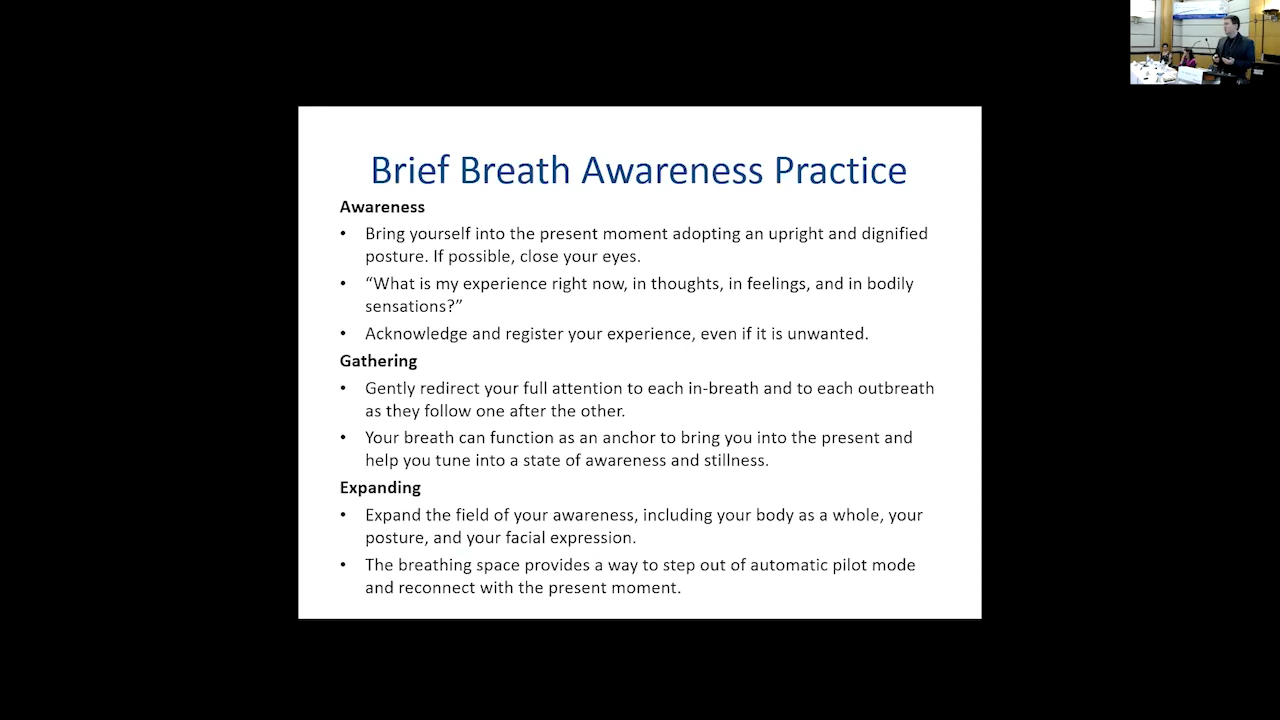 Brief Breath Awareness Practice
Awareness
• Bring yourself into the present moment adopting an upright and dignified
posture. If possible, close your eyes.
• “What is my experience right now, in thoughts, in feelings, and in bodily
sensations?”
• Acknowledge and register your experience, even if it is unwanted.
Gathering
• Gently redirect your full attention to each in-breath and to each outbreath
as they follow one after the other.
• Your breath can function as an anchor to bring you into the present and
help you tune into a state of awareness and stillness.
Expanding
• Expand the field of your awareness, including your body as a whole, your
posture, and your facial expression.
• The breathing space provides a way to step out of automatic pilot mode
and reconnect with the present moment.